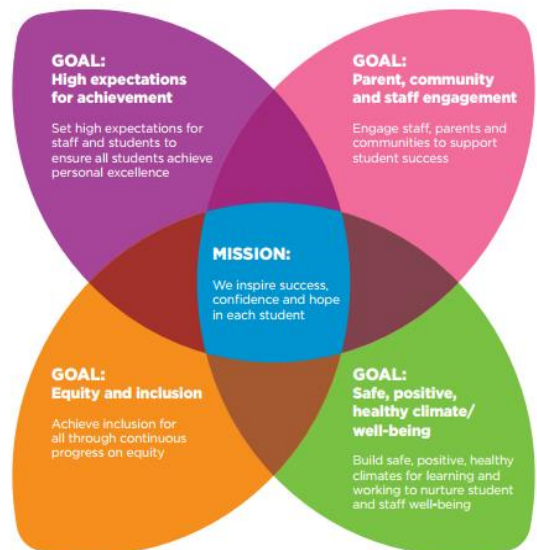 GOAL:
High expectations
for achievement
Set high expectations for
staff and students to
ensure all students achieve
personal excellence
GOAL:
Parent, community
and staff engagement
Engage staff, parents and
communities to support
student success
MISSION:
We inspire success,
confidence and hope
in each student
GOAL:
Equity and inclusion
Achieve inclusion for
all through continuous
progress on equity
GOAL:
Safe, positive,
healthy climate/
well-being
Build safe, positive, healthy
climates for learning and
working to nurture student
and staff well-being